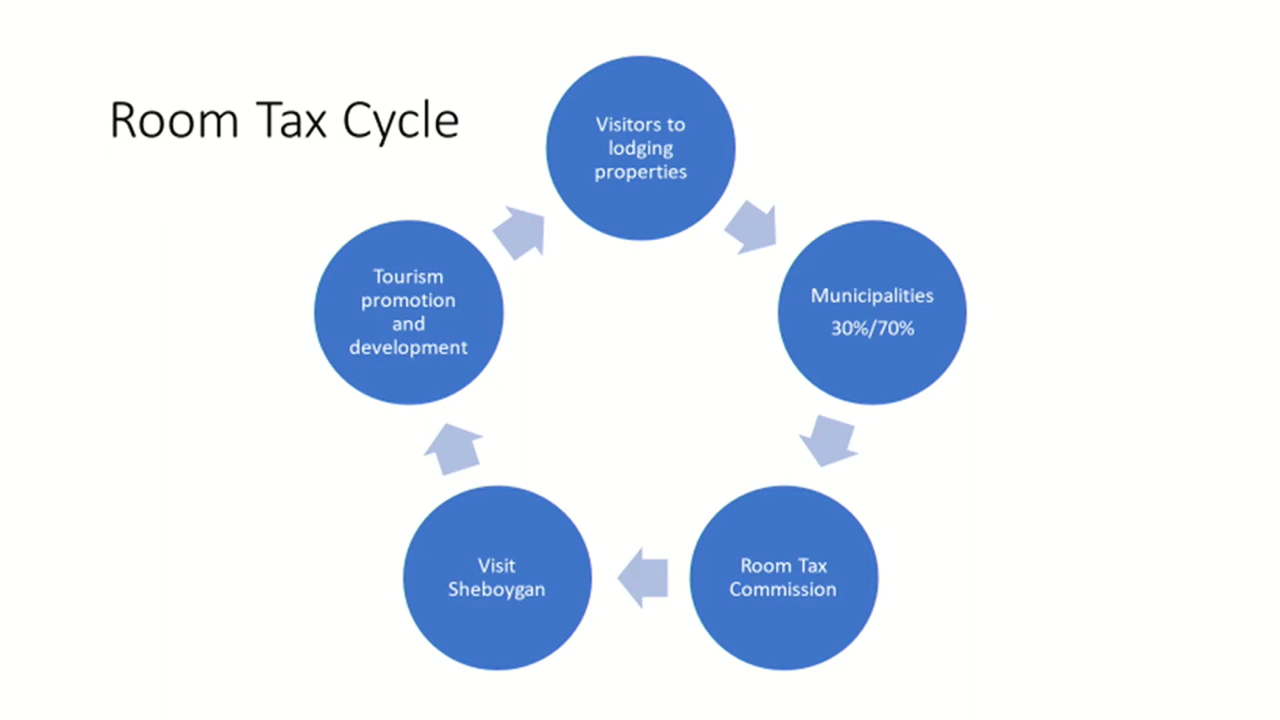 Room Tax Cycle
Visitors to
lodging
properties
Municipalities
30%/70%
Room Tax
Commission
Visit
Sheboygan
Tourism
promotion
and
development